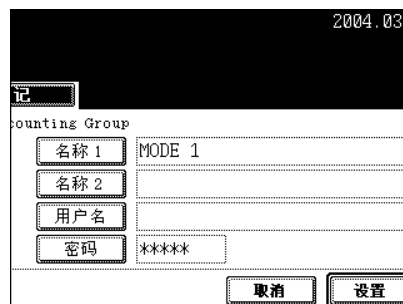 2004.03
记
counting Group
名称 1 MODE 1
名称 2
用户名
密码 *****
取消 设置